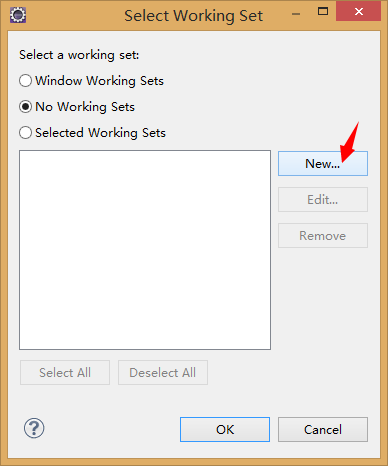 Select Working Set
Select a working set:
Window Working Sets
No Working Sets
Selected Working Sets
New...
Edit...
Remove
Select All
Deselect All
?
OK
Cancel